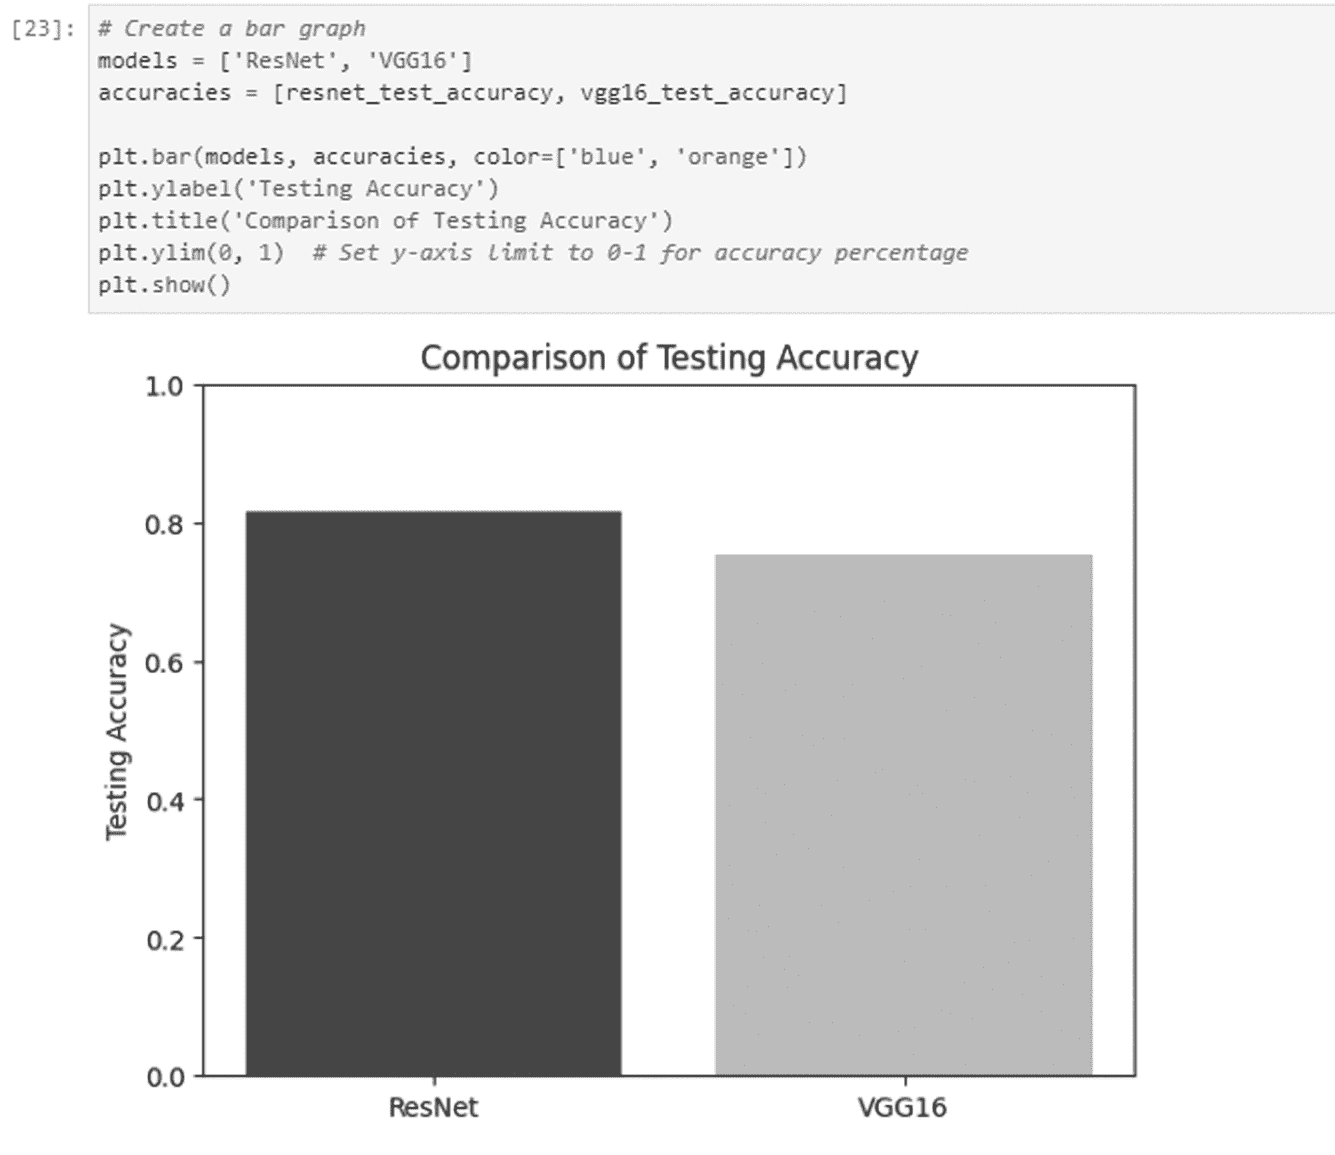 [23]: # Create a bar graph
models = ['ResNet', 'VGG16']
accuracies = [resnet_test_accuracy, vgg16_test_accuracy]
plt.bar(models, accuracies, color=['blue', 'orange'])
plt.ylabel('Testing Accuracy')
plt.title('Comparison of Testing Accuracy')
plt.ylim(0, 1)  # Set y-axis limit to 0-1 for accuracy percentage
plt.show()
Comparison of Testing Accuracy
1.0
0.8
0.6
0.4
0.2
0.0
Testing Accuracy
ResNet VGG16